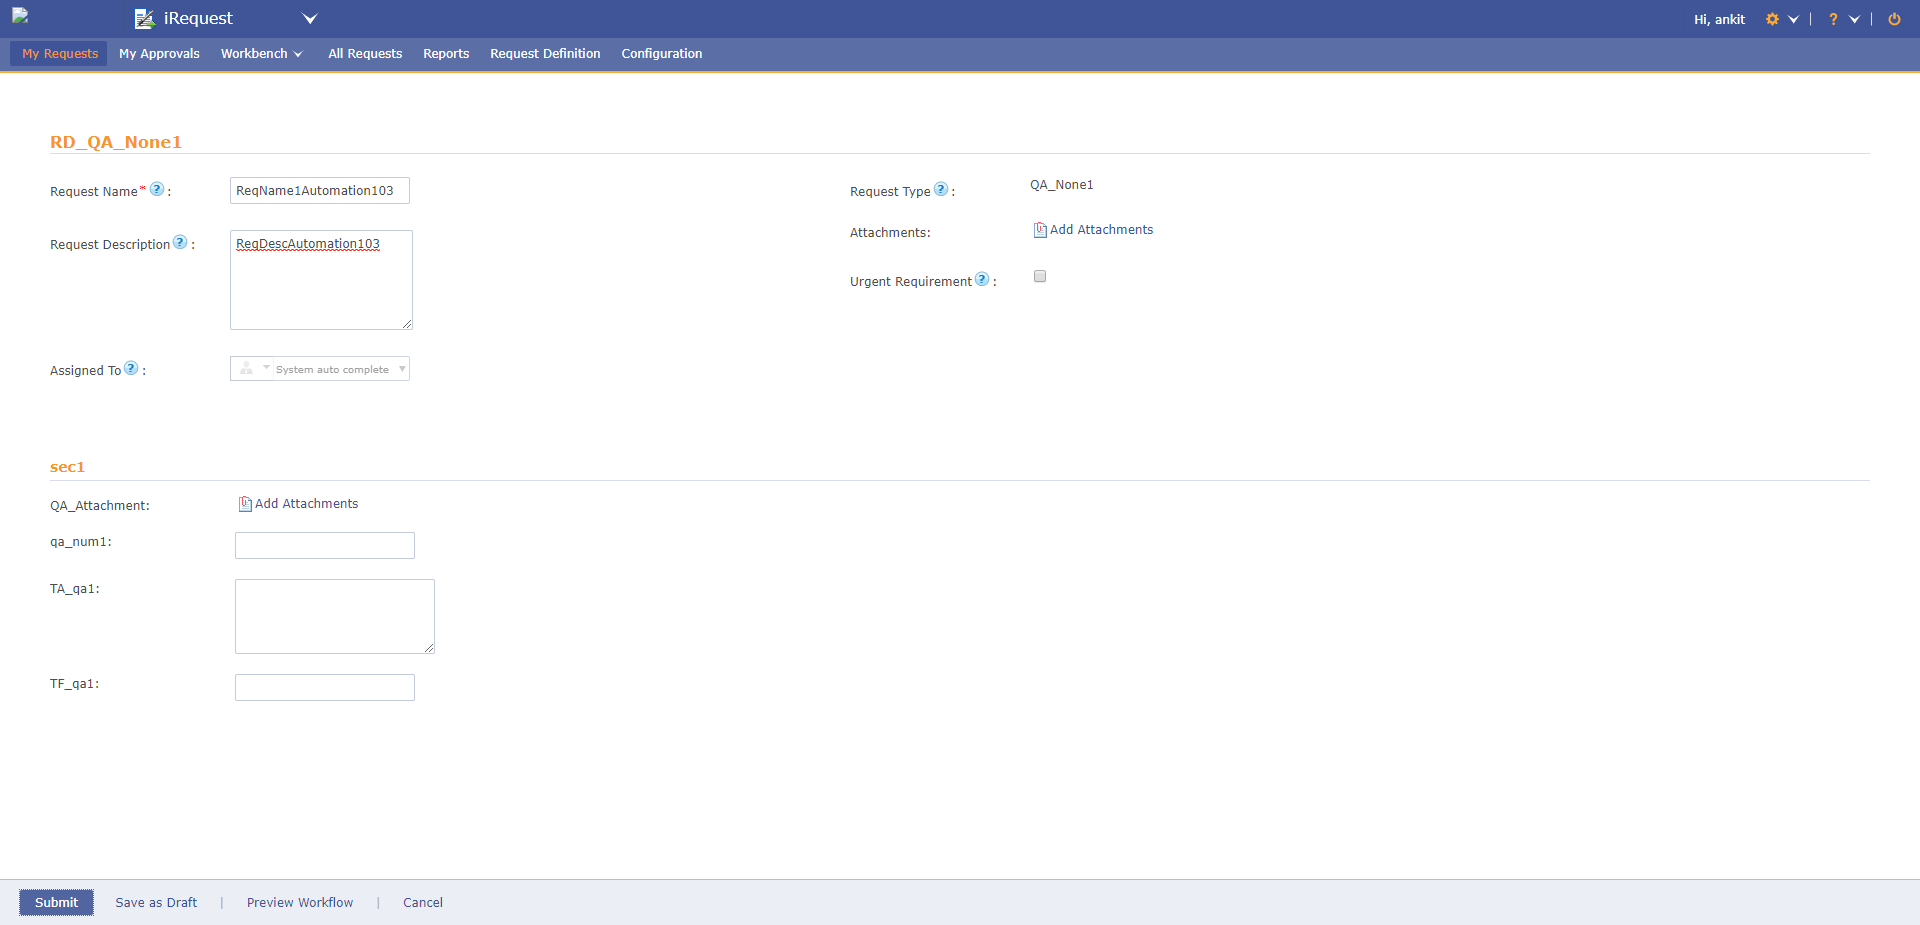 iRequest
Hi, ankit
?
My Requests
My Approvals
Workbench
All Requests
Reports
Request Definition
Configuration
RD_QA_None1
Request Name* ? :
ReqName1Automation103
Request Type ? :
QA_None1
Request Description ? :
ReqDescAutomation103
Attachments:
Add Attachments
Urgent Requirement ? :
Assigned To ? :
System auto complete
sec1
QA_Attachment:
Add Attachments
qa_num1:
TA_qa1:
TF_qa1:
Submit
Save as Draft
|
Preview Workflow
|
Cancel